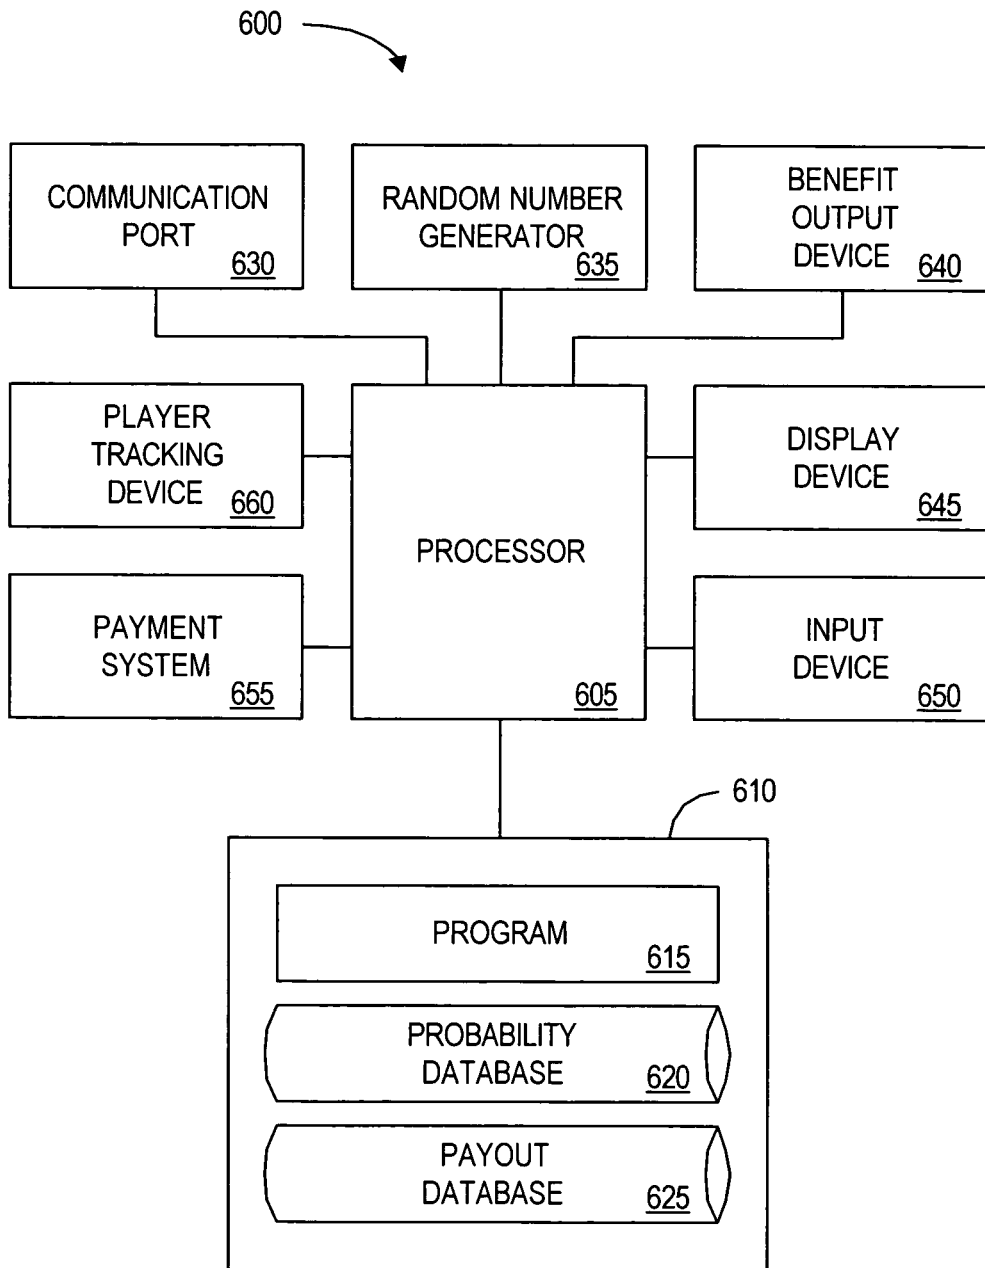 600
COMMUNICATION
PORT
630
RANDOM NUMBER
GENERATOR
635
BENEFIT
OUTPUT
DEVICE
640
PLAYER
TRACKING
DEVICE
660
PROCESSOR
605
DISPLAY
DEVICE
645
PAYMENT
SYSTEM
655
INPUT
DEVICE
650
610
PROGRAM
615
PROBABILITY
DATABASE
620
PAYOUT
DATABASE
625